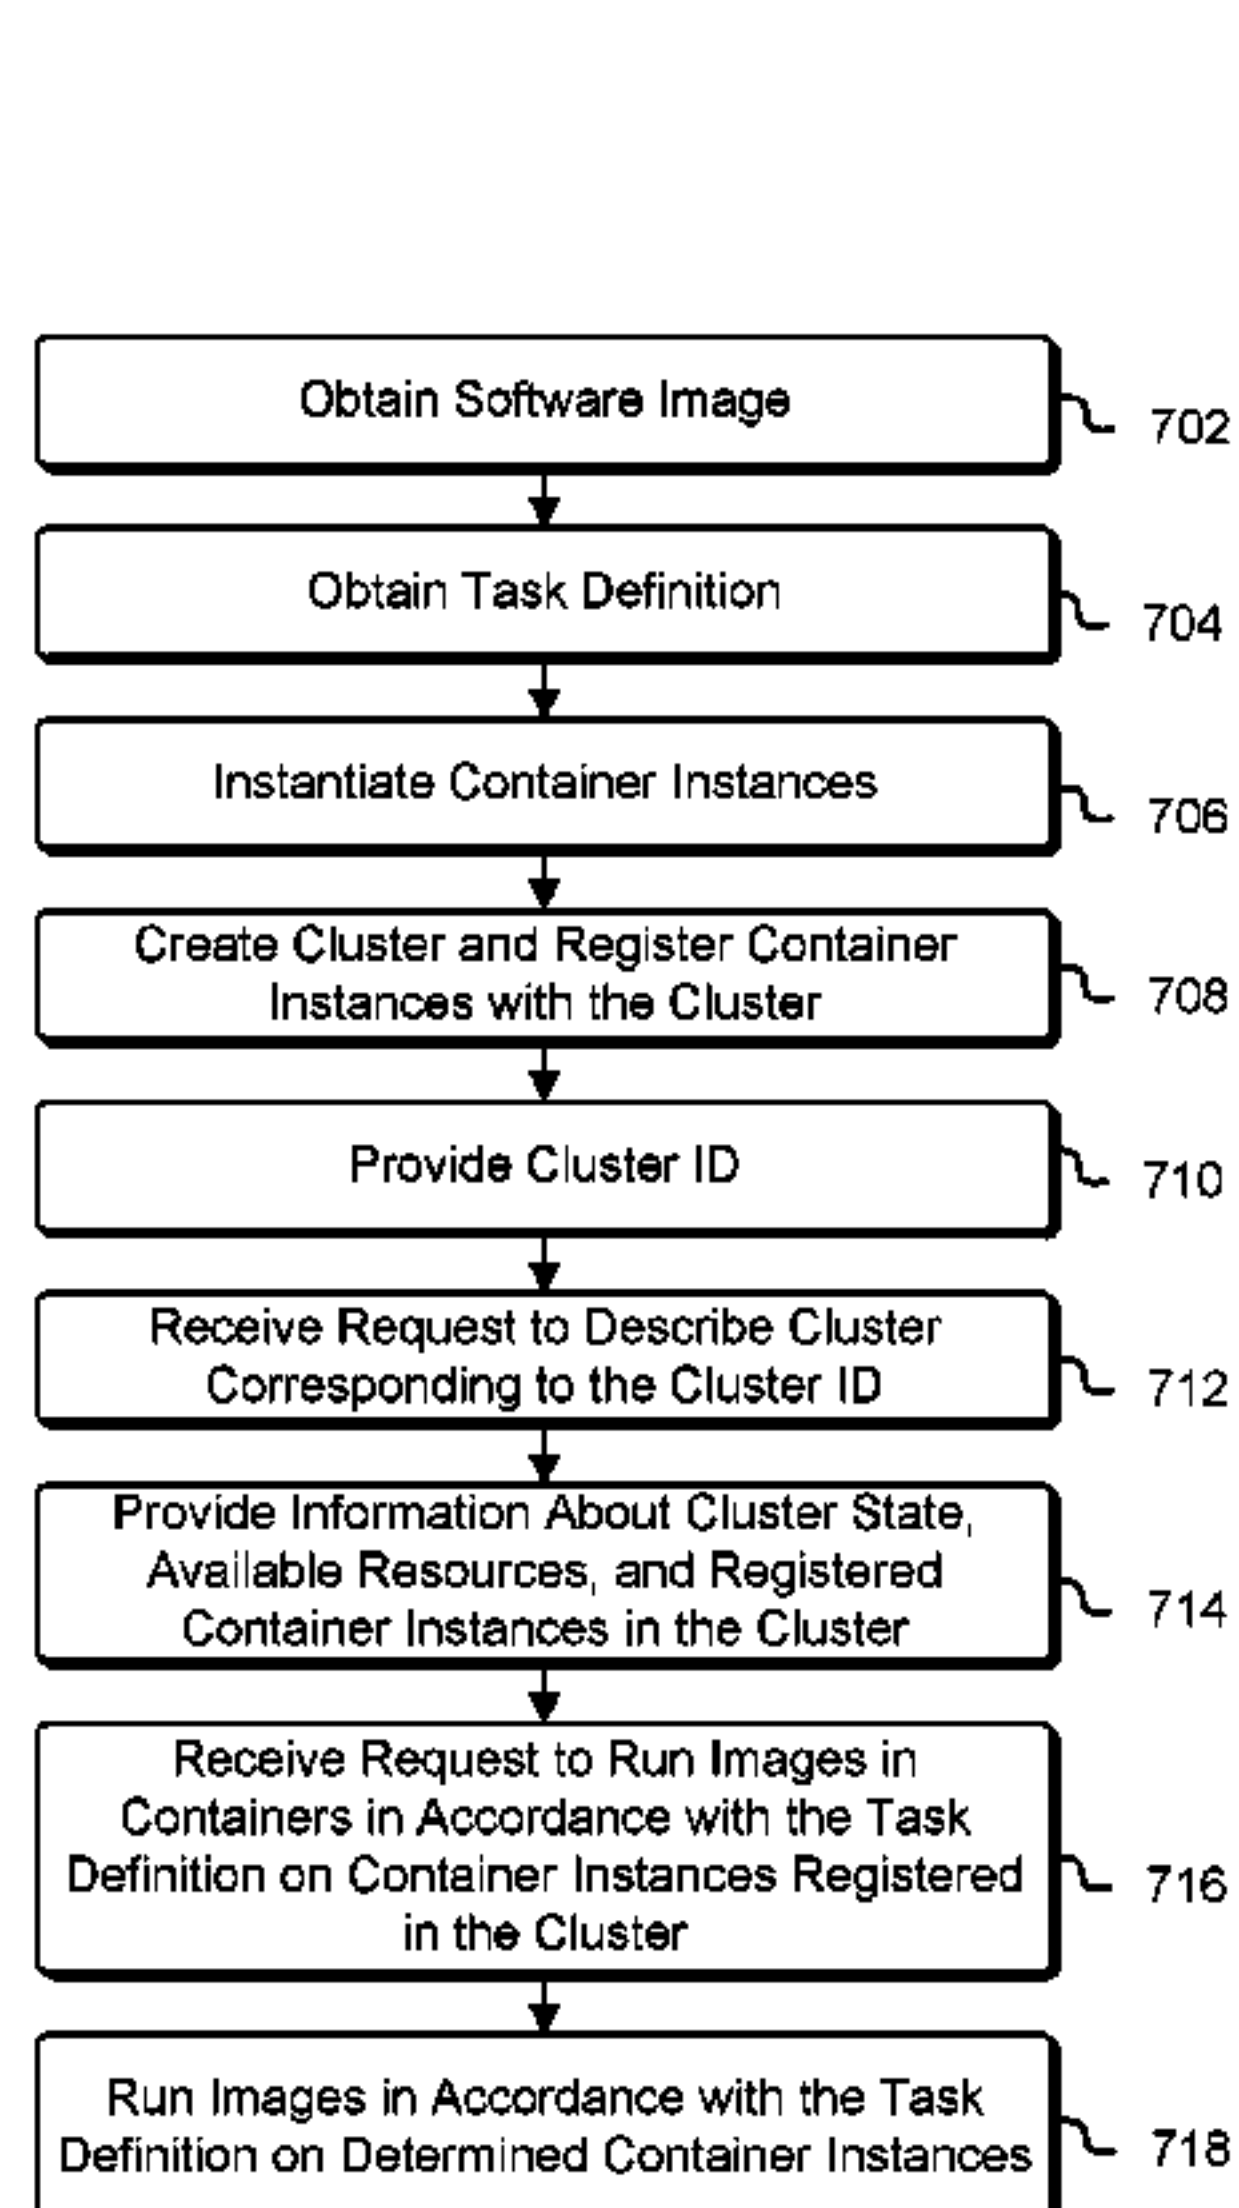 Obtain Software Image
702
Obtain Task Definition
704
Instantiate Container Instances
706
Create Cluster and Register Container
Instances with the Cluster
708
Provide Cluster ID
710
Receive Request to Describe Cluster
Corresponding to the Cluster ID
712
Provide Information About Cluster State,
Available Resources, and Registered
Container Instances in the Cluster
714
Receive Request to Run Images in
Containers in Accordance with the Task
Definition on Container Instances Registered
in the Cluster
716
Run Images in Accordance with the Task
Definition on Determined Container Instances
718